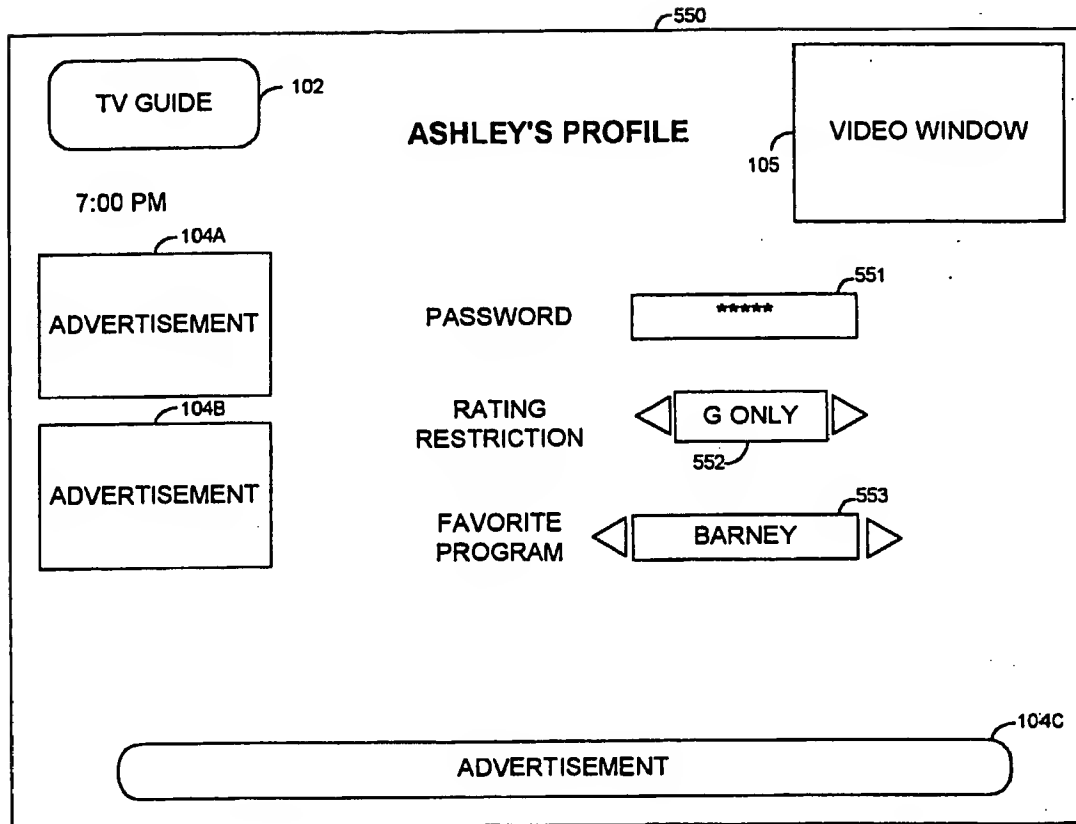 550
TV GUIDE
102
ASHLEY'S PROFILE
VIDEO WINDOW
105
7:00 PM
104A
ADVERTISEMENT
104B
ADVERTISEMENT
PASSWORD
551
*****
RATING
RESTRICTION
G ONLY
552
FAVORITE
PROGRAM
553
BARNEY
104C
ADVERTISEMENT